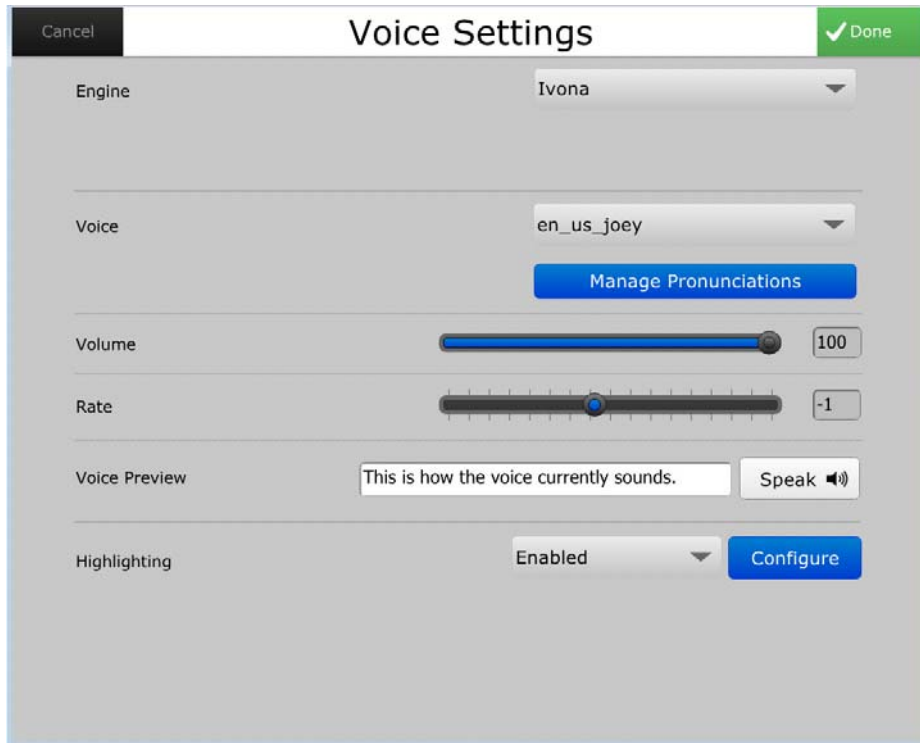 Cancel
Voice Settings
Done
Engine
Ivona
Voice
en_us_joey
Manage Pronunciations
Volume
100
Rate
-1
Voice Preview
This is how the voice currently sounds.
Speak
Highlighting
Enabled
Configure